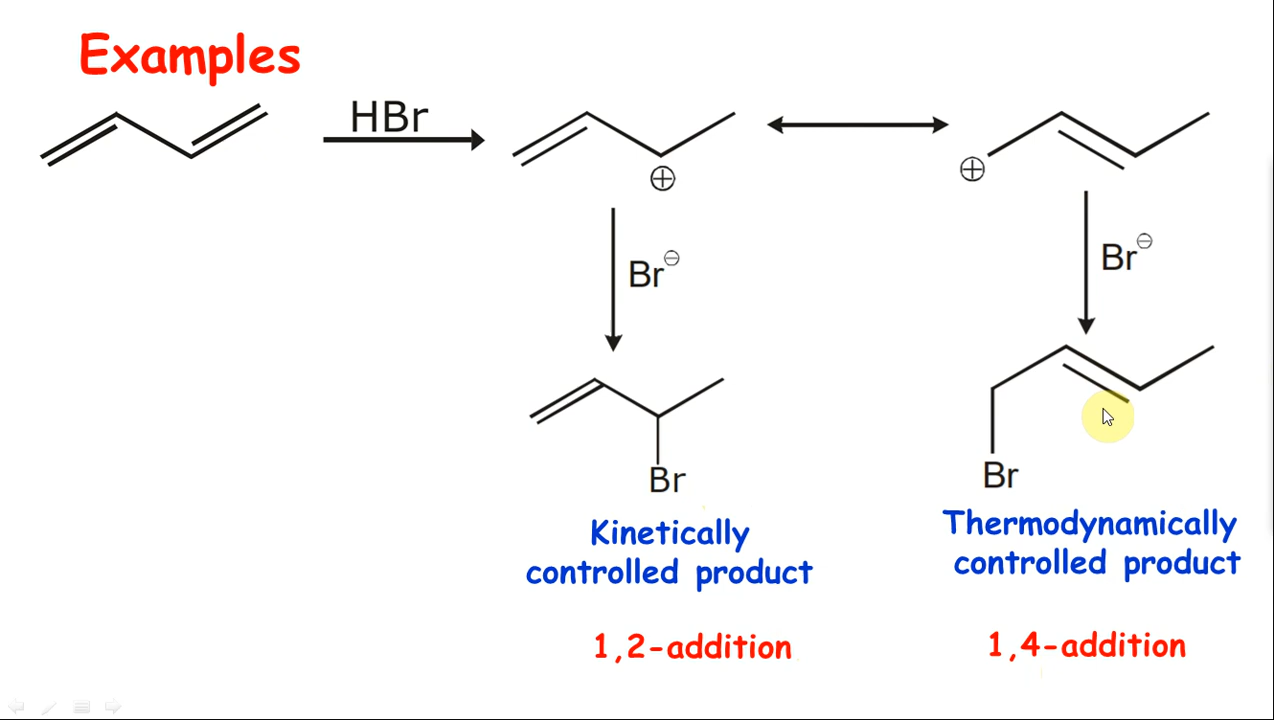 Examples
HBr
⊕
⊕
Br⊖
Br⊖
Br
Br
Kinetically
controlled product
Thermodynamically
controlled product
1,2-addition
1,4-addition